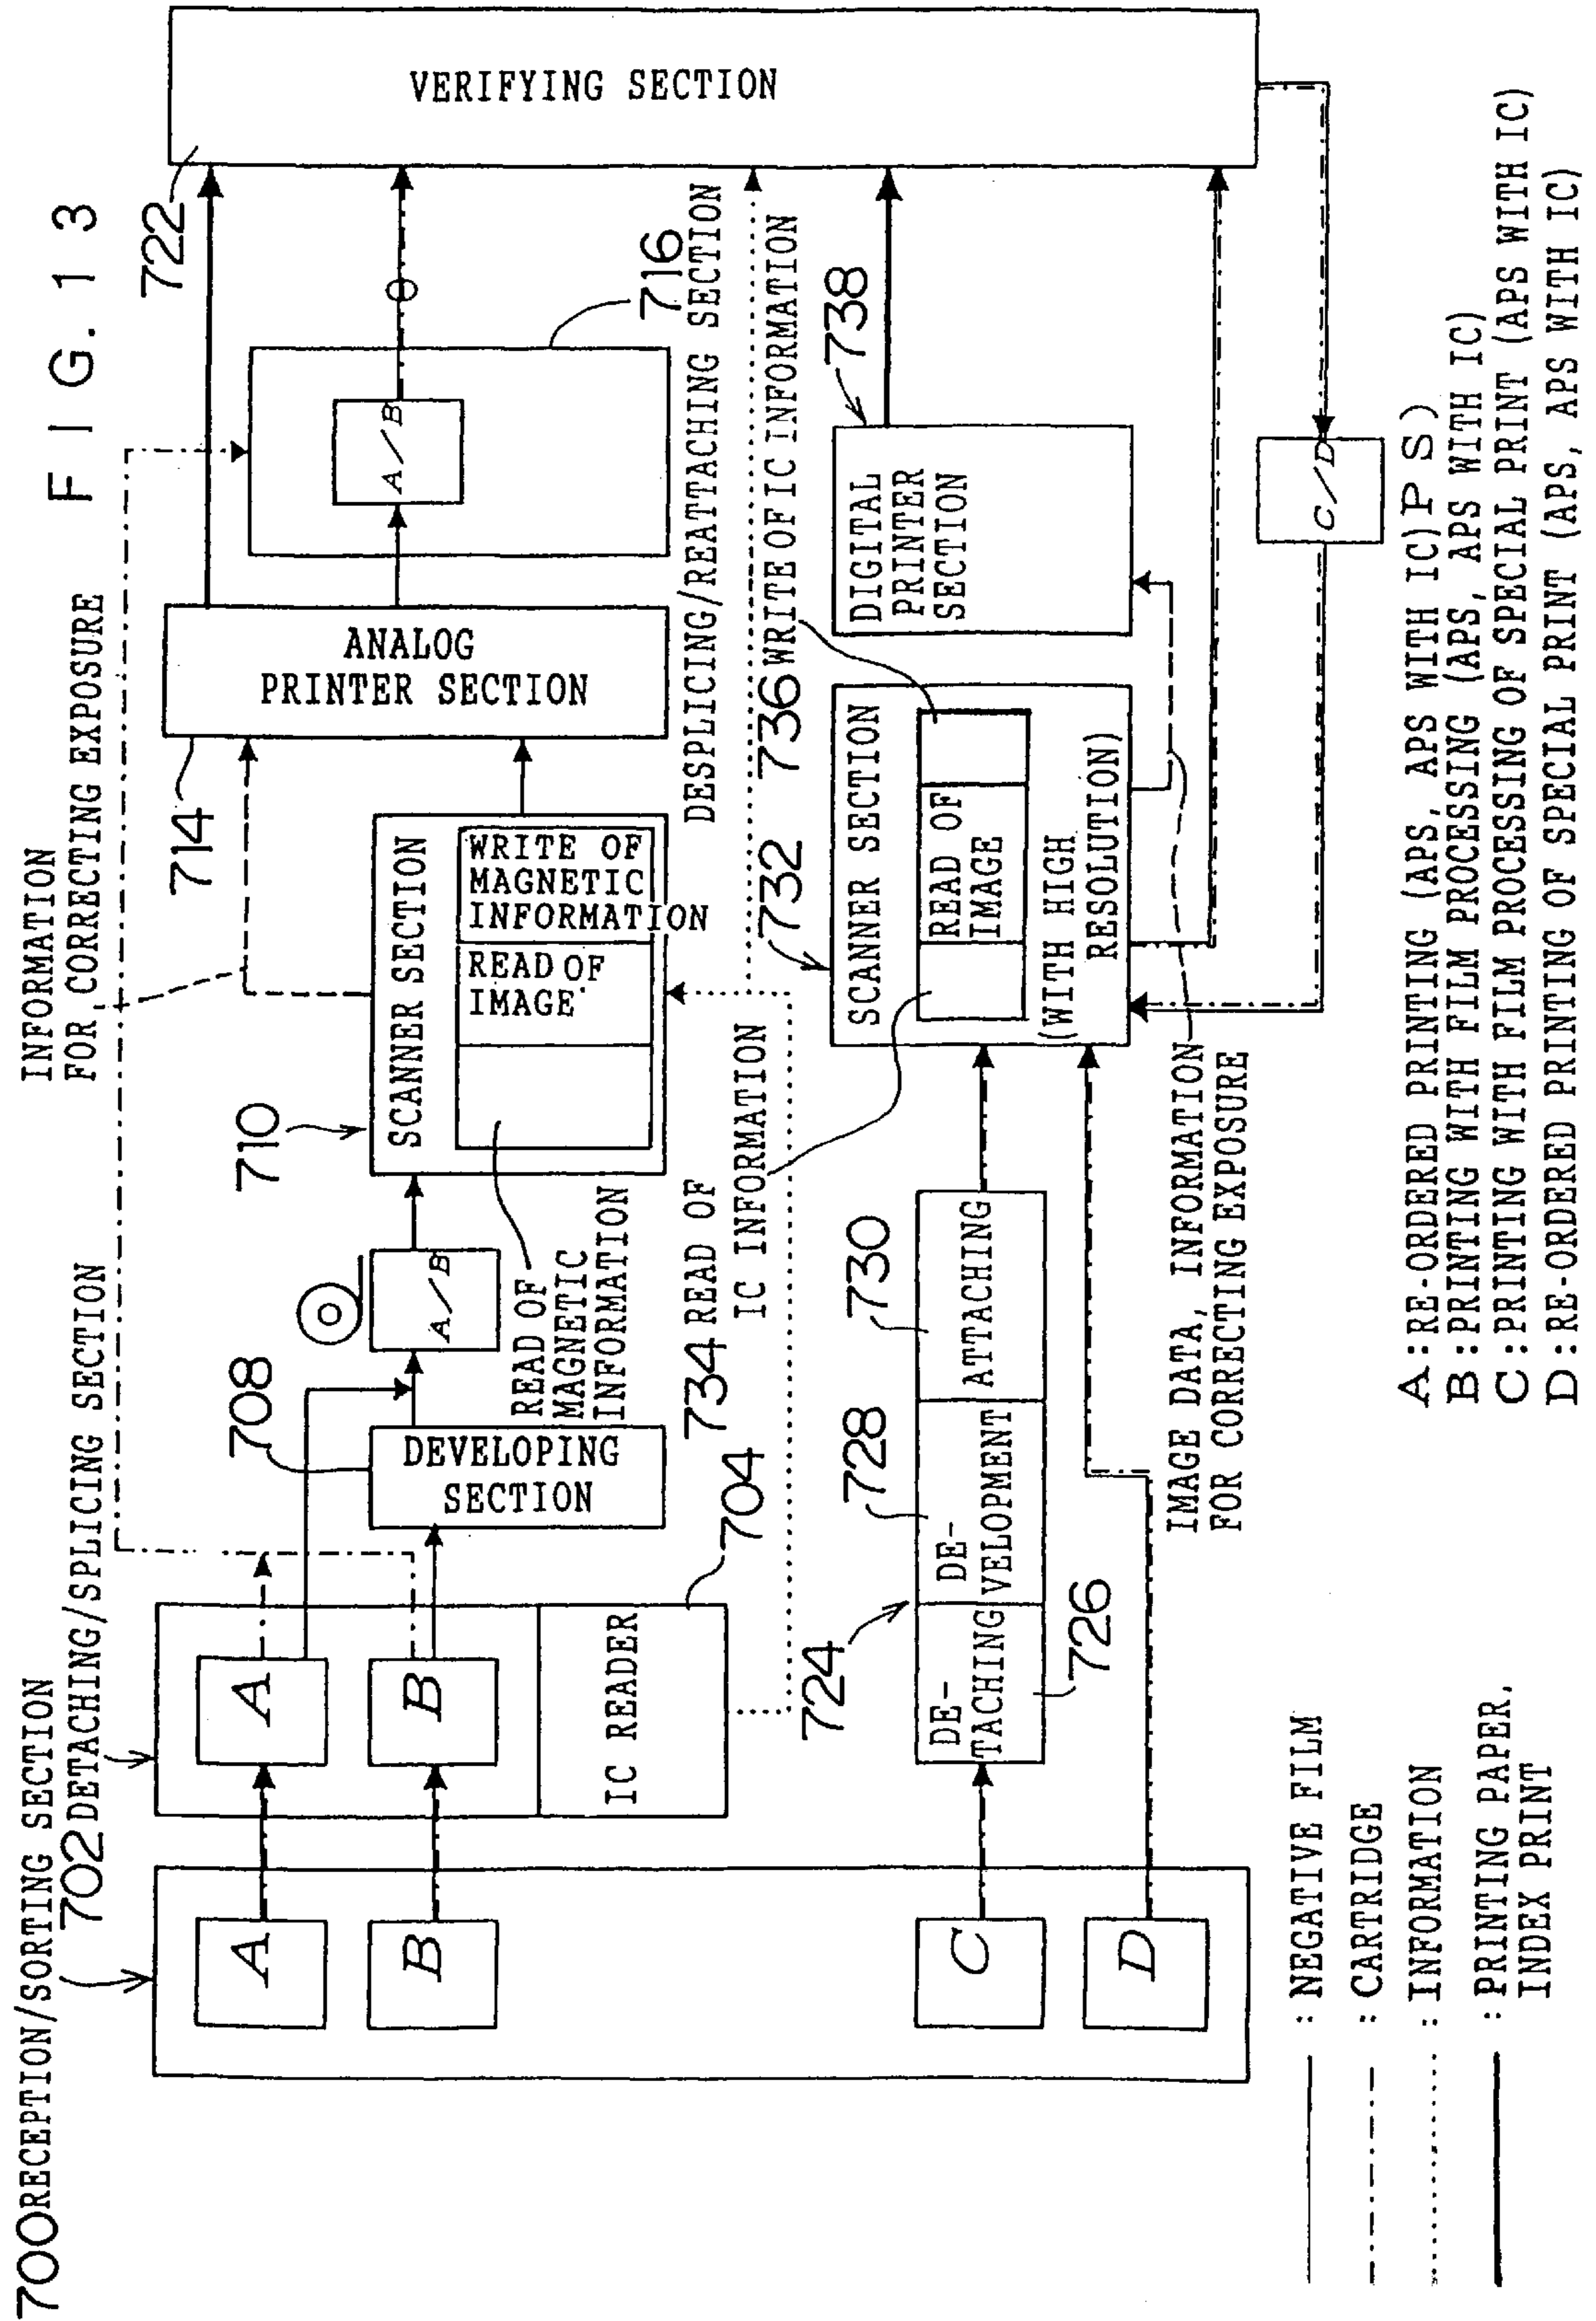 FIG. 13
700 RECEPTION/SORTING SECTION
702 DETACHING/SPLICING SECTION
INFORMATION
FOR CORRECTING EXPOSURE
A
B
C
D
A
B
IC READER
704
708
DEVELOPING
SECTION
A/B
710
SCANNER SECTION
READ OF
IMAGE
WRITE OF
MAGNETIC
INFORMATION
READ OF
MAGNETIC
INFORMATION
714
ANALOG
PRINTER SECTION
A/B
716
DESPLICING/REATTACHING SECTION
722
VERIFYING SECTION
724
DE-
TACHING
726
DE-
VELOPMENT
728
ATTACHING
730
732
SCANNER SECTION
READ OF
IMAGE
(WITH HIGH
RESOLUTION)
734 READ OF
IC INFORMATION
736 WRITE OF IC INFORMATION
738
DIGITAL
PRINTER
SECTION
IMAGE DATA, INFORMATION
FOR CORRECTING EXPOSURE
C/D
: NEGATIVE FILM
: CARTRIDGE
: INFORMATION
: PRINTING PAPER,
INDEX PRINT
A : RE-ORDERED PRINTING (APS, APS WITH IC) P S)
B : PRINTING WITH FILM PROCESSING (APS, APS WITH IC)
C : PRINTING WITH FILM PROCESSING OF SPECIAL PRINT (APS WITH IC)
D : RE-ORDERED PRINTING OF SPECIAL PRINT (APS, APS WITH IC)